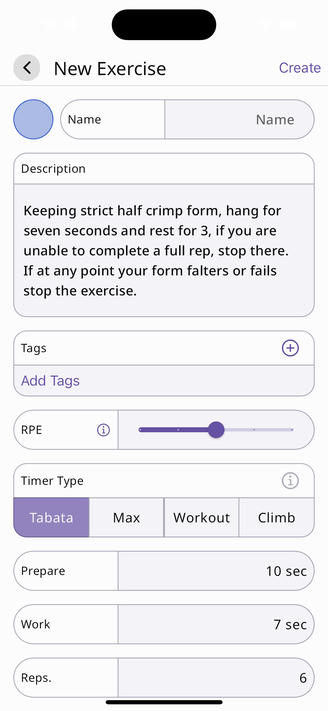 New Exercise
Create
Name
Name
Description
Keeping strict half crimp form, hang for
seven seconds and rest for 3, if you are
unable to complete a full rep, stop there.
If at any point your form falters or fails
stop the exercise.
Tags
Add Tags
RPE
Timer Type
Tabata
Max
Workout
Climb
Prepare
10 sec
Work
7 sec
Reps.
6